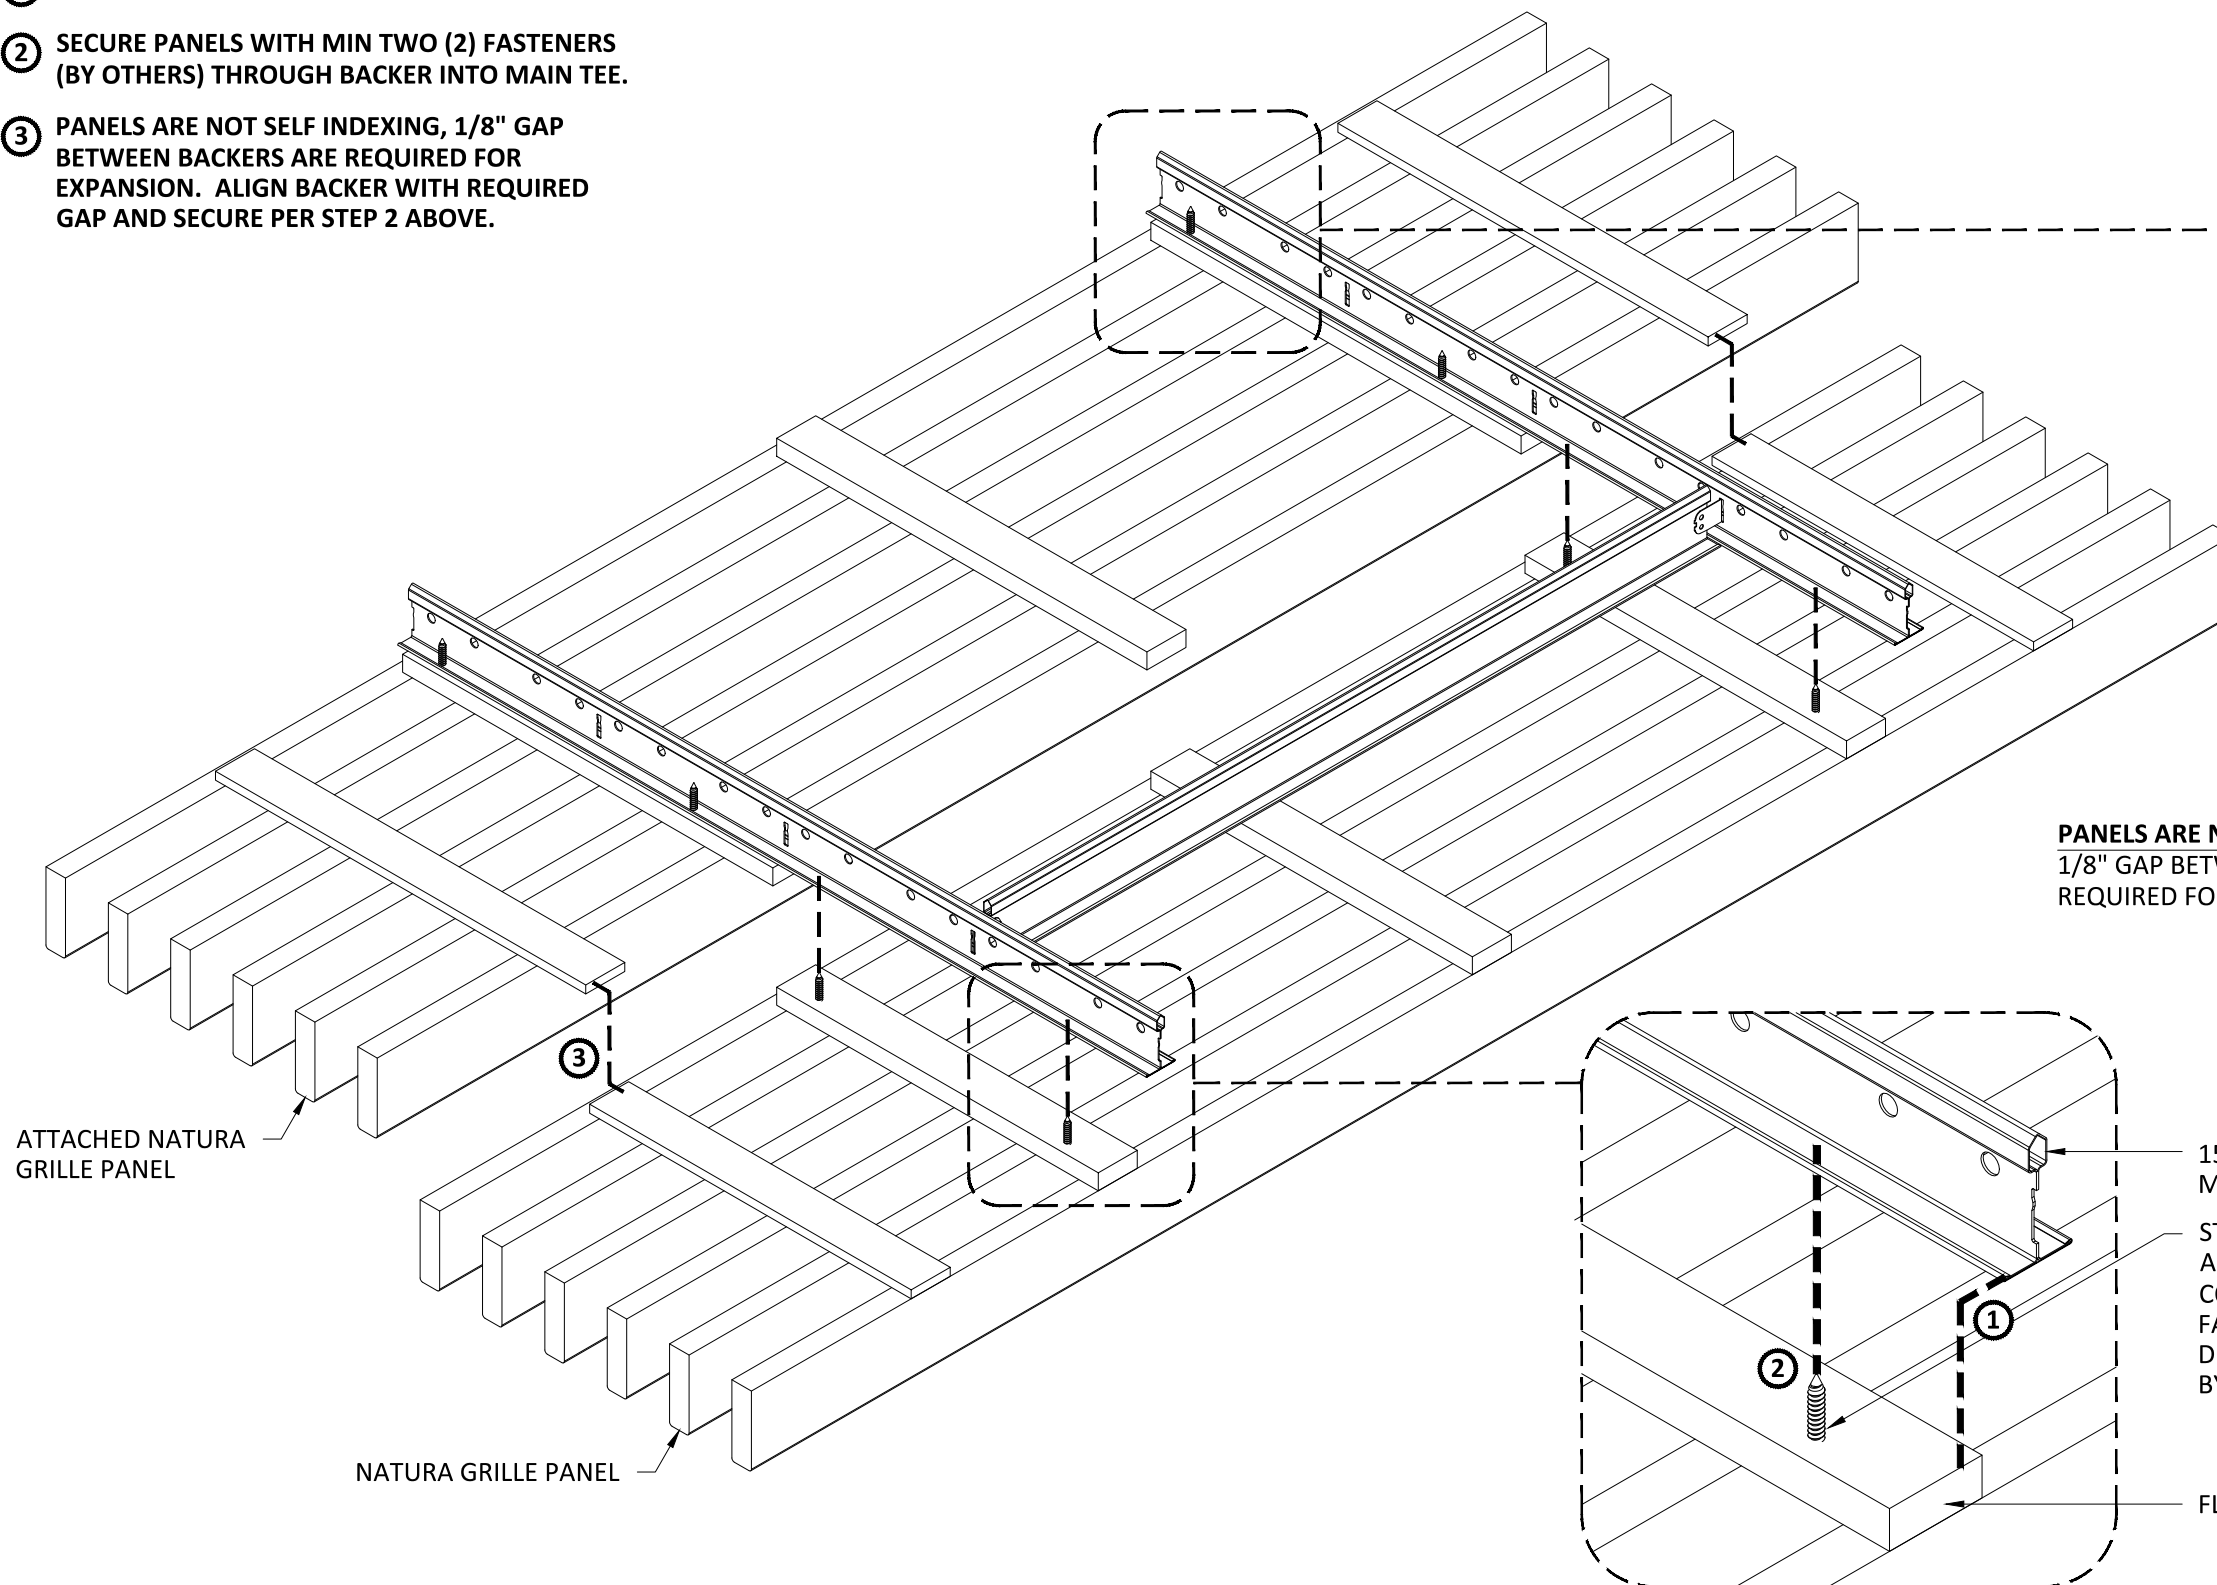 2 SECURE PANELS WITH MIN TWO (2) FASTENERS
(BY OTHERS) THROUGH BACKER INTO MAIN TEE.
3 PANELS ARE NOT SELF INDEXING, 1/8" GAP
BETWEEN BACKERS ARE REQUIRED FOR
EXPANSION. ALIGN BACKER WITH REQUIRED
GAP AND SECURE PER STEP 2 ABOVE.
PANELS ARE
1/8" GAP
REQUIRED
3
ATTACHED NATURA
GRILLE PANEL
NATURA GRILLE PANEL
1
2